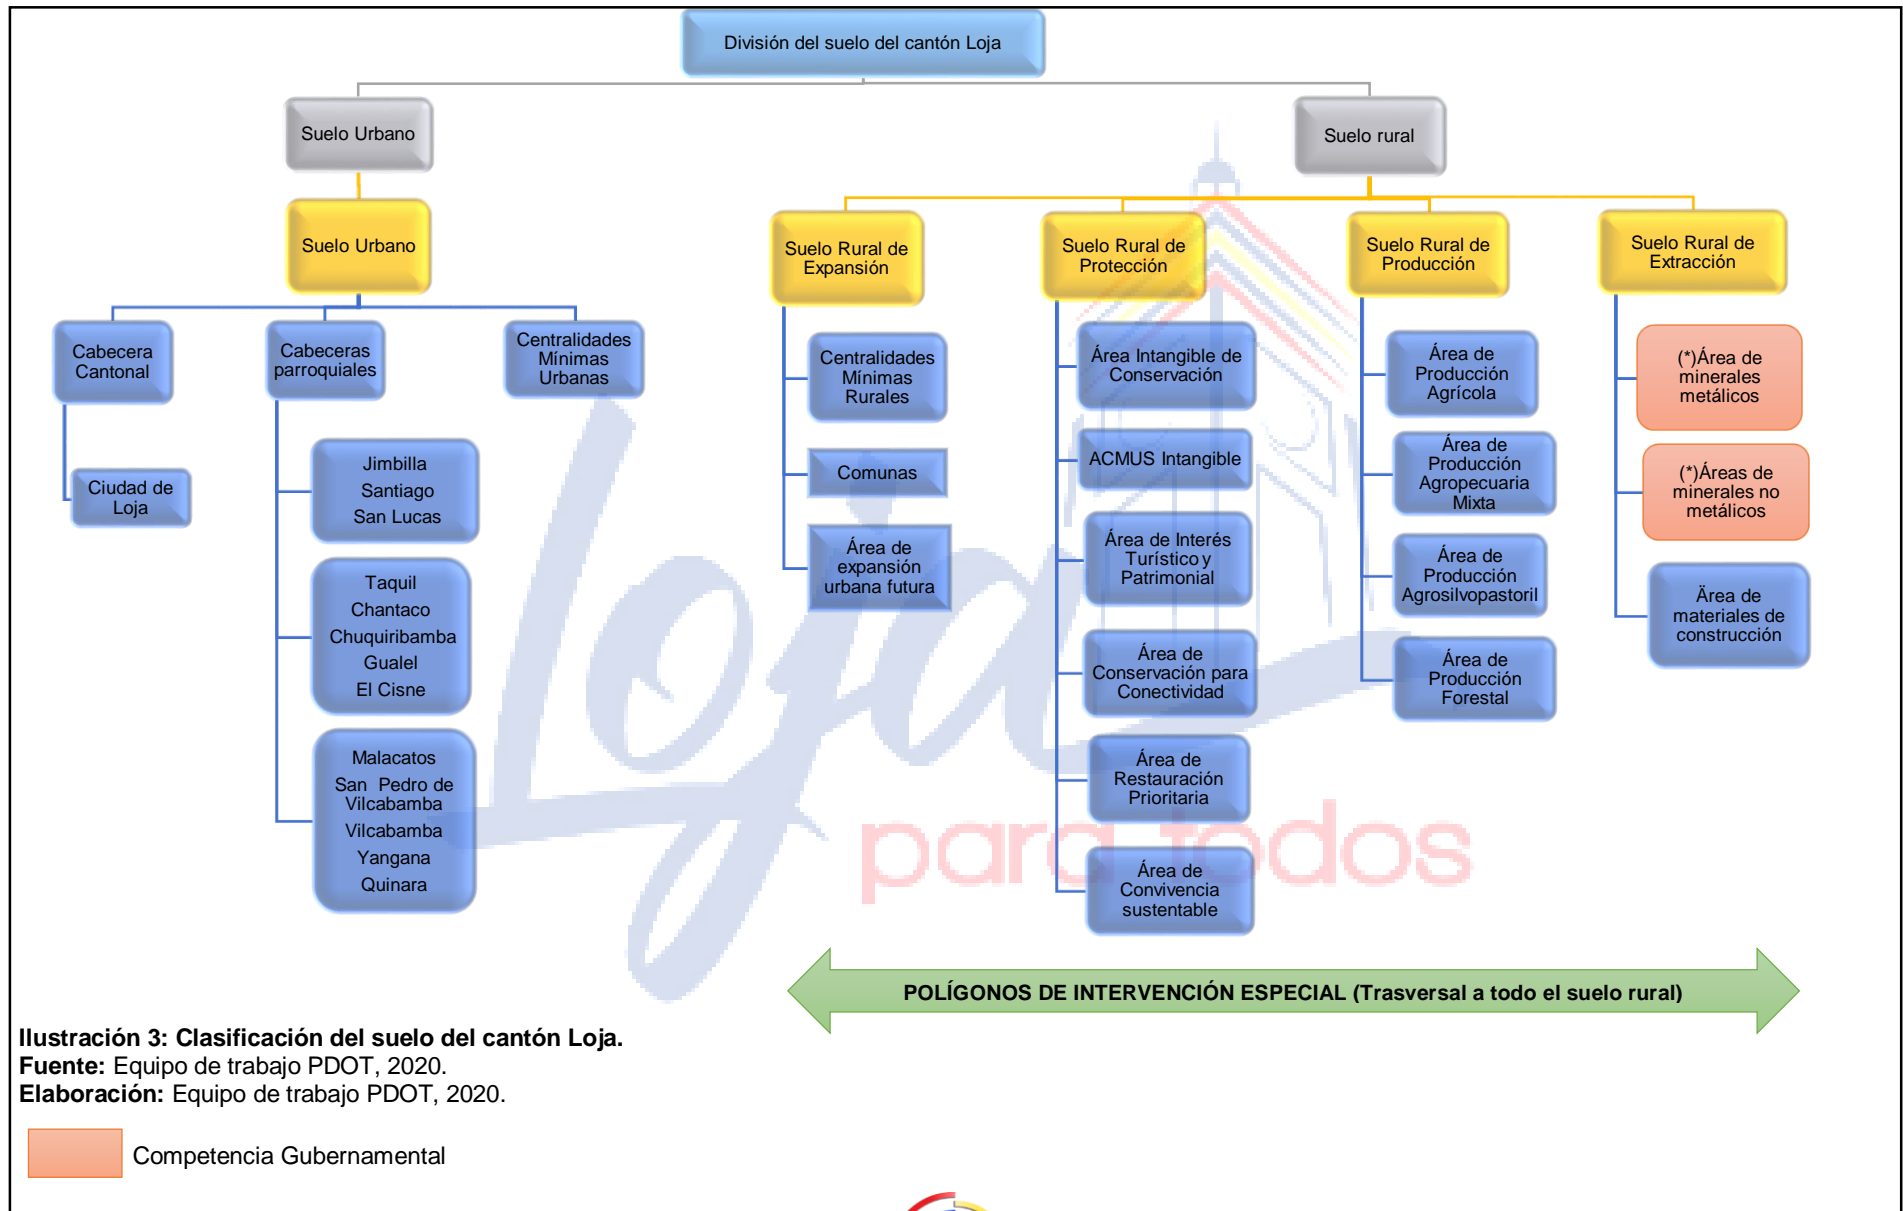 División del suelo del cantón Loja
Suelo Urbano
Suelo rural
Suelo Urbano
Suelo Rural de
Expansión
Suelo Rural de
Protección
Suelo Rural de
Producción
Suelo Rural de
Extracción
Cabecera
Cantonal
Cabeceras
parroquiales
Centralidades
Mínimas
Urbanas
Ciudad de
Loja
Jimbilla
Santiago
San Lucas
Taquil
Chantaco
Chuquiribamba
Gualel
El Cisne
Malacatos
San Pedro de
Vilcabamba
Vilcabamba
Yangana
Quinara
Centralidades
Mínimas
Rurales
Comunas
Área de
expansión
urbana futura
Área Intangible de
Conservación
ACMUS Intangible
Área de Interés
Turístico y
Patrimonial
Área de
Conservación para
Conectividad
Área de
Restauración
Prioritaria
Área de
Convivencia
sustentable
Área de
Producción
Agrícola
Área de
Producción
Agropecuaria
Mixta
Área de
Producción
Agrosilvopastoril
Área de
Producción
Forestal
(*)Área de
minerales
metálicos
(*)Áreas de
minerales no
metálicos
Ärea de
materiales de
construcción
Loja
para todos
POLÍGONOS DE INTERVENCIÓN ESPECIAL (Trasversal a todo el suelo rural)
Ilustración 3: Clasificación del suelo del cantón Loja.
Fuente: Equipo de trabajo PDOT, 2020.
Elaboración: Equipo de trabajo PDOT, 2020.
Competencia Gubernamental